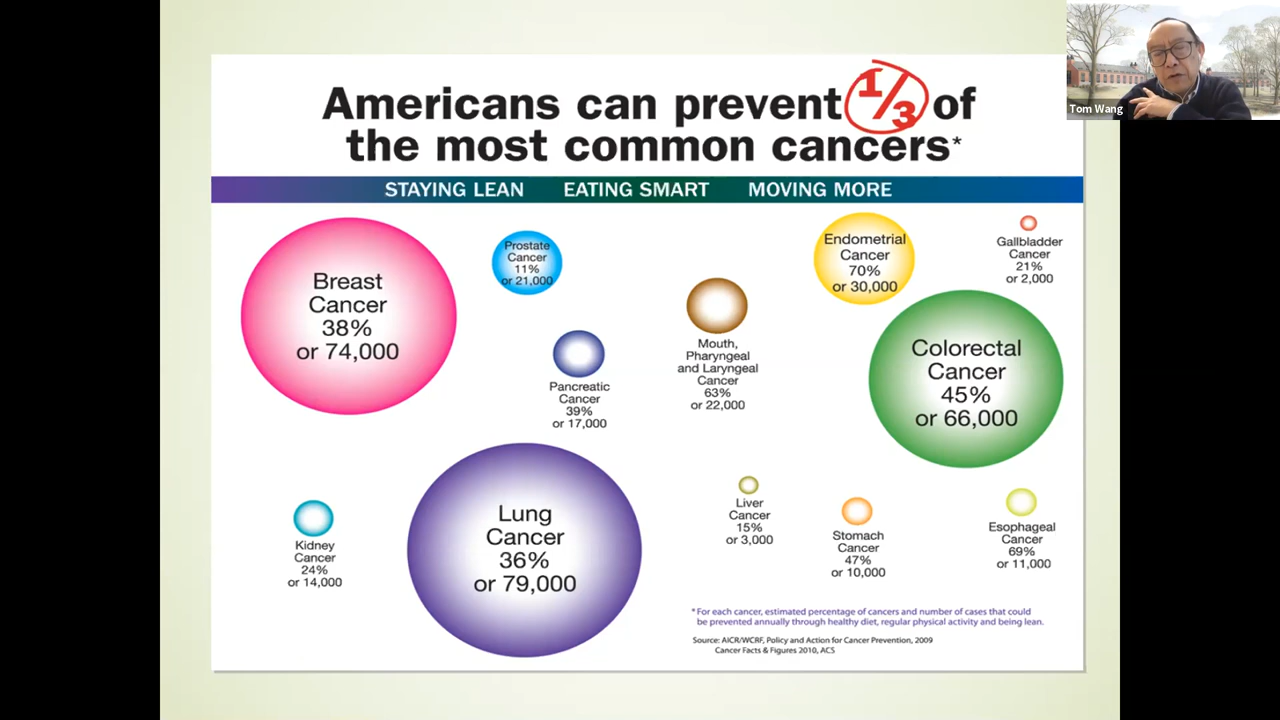 Americans can prevent 1/3 of
the most common cancers*
STAYING LEAN EATING SMART MOVING MORE
Breast
Cancer
38%
or 74,000
Prostate
Cancer
11%
or 21,000
Pancreatic
Cancer
39%
or 17,000
Mouth,
Pharyngeal
and Laryngeal
Cancer
63%
or 22,000
Endometrial
Cancer
70%
or 30,000
Gallbladder
Cancer
21%
or 2,000
Colorectal
Cancer
45%
or 66,000
Kidney
Cancer
24%
or 14,000
Lung
Cancer
36%
or 79,000
Liver
Cancer
15%
or 3,000
Stomach
Cancer
47%
or 10,000
Esophageal
Cancer
69%
or 11,000
*For each cancer, estimated percentage of cancers and number of cases that could
be prevented annually through healthy diet, regular physical activity and being lean.
Source: AICR/WCRF, Policy and Action for Cancer Prevention, 2009
Cancer Facts & Figures 2010, ACS
Tom Wang